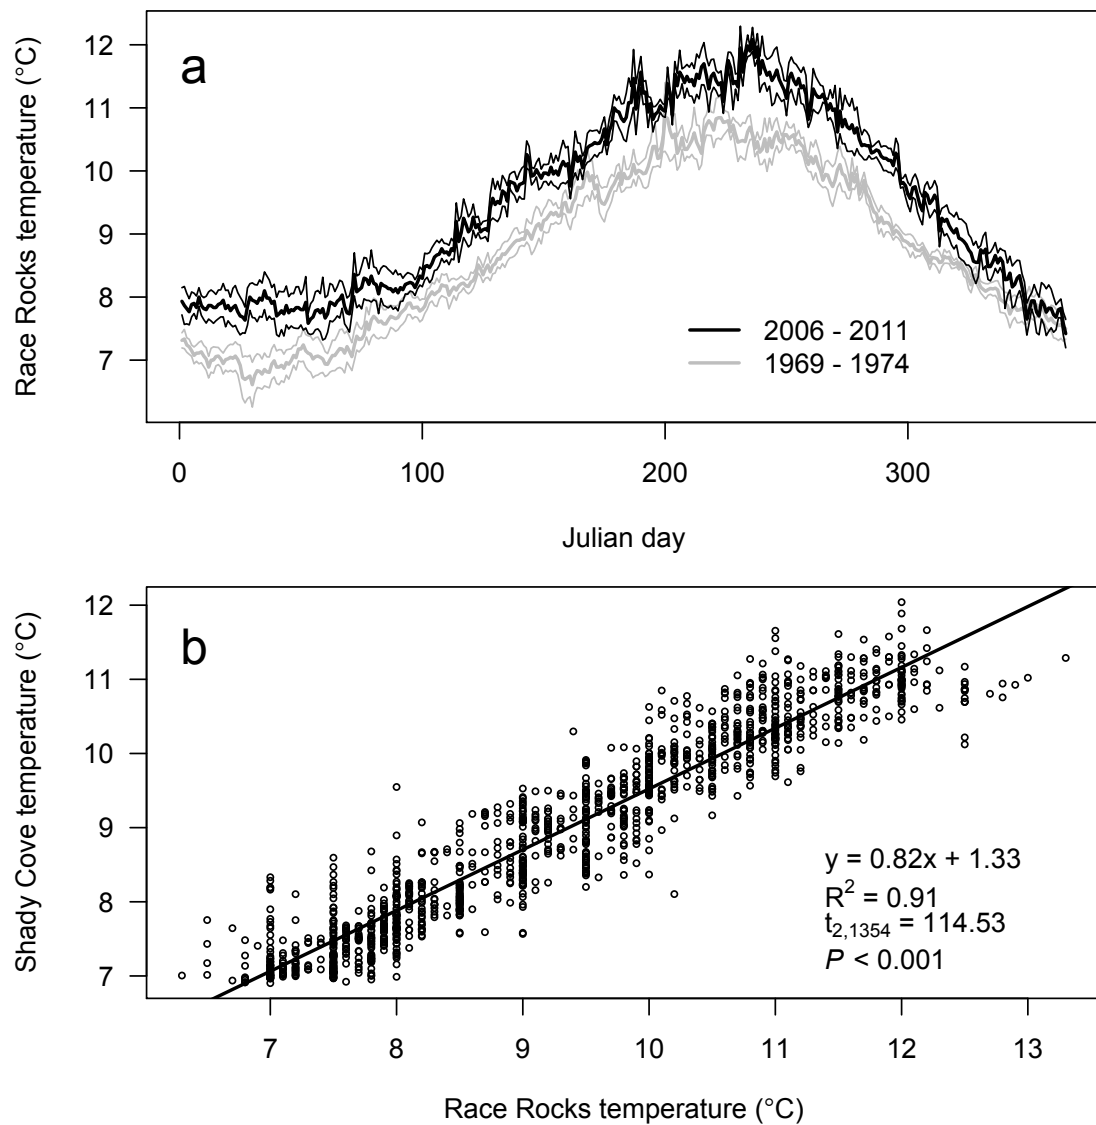 a
Race Rocks temperature (°C)
12
11
10
9
8
7
2006 - 2011
1969 - 1974
0 100 200 300
Julian day
b
Shady Cove temperature (°C)
12
11
10
9
8
7
y = 0.82x + 1.33
R² = 0.91
t₂,₁₃₅₄ = 114.53
P < 0.001
7 8 9 10 11 12 13
Race Rocks temperature (°C)